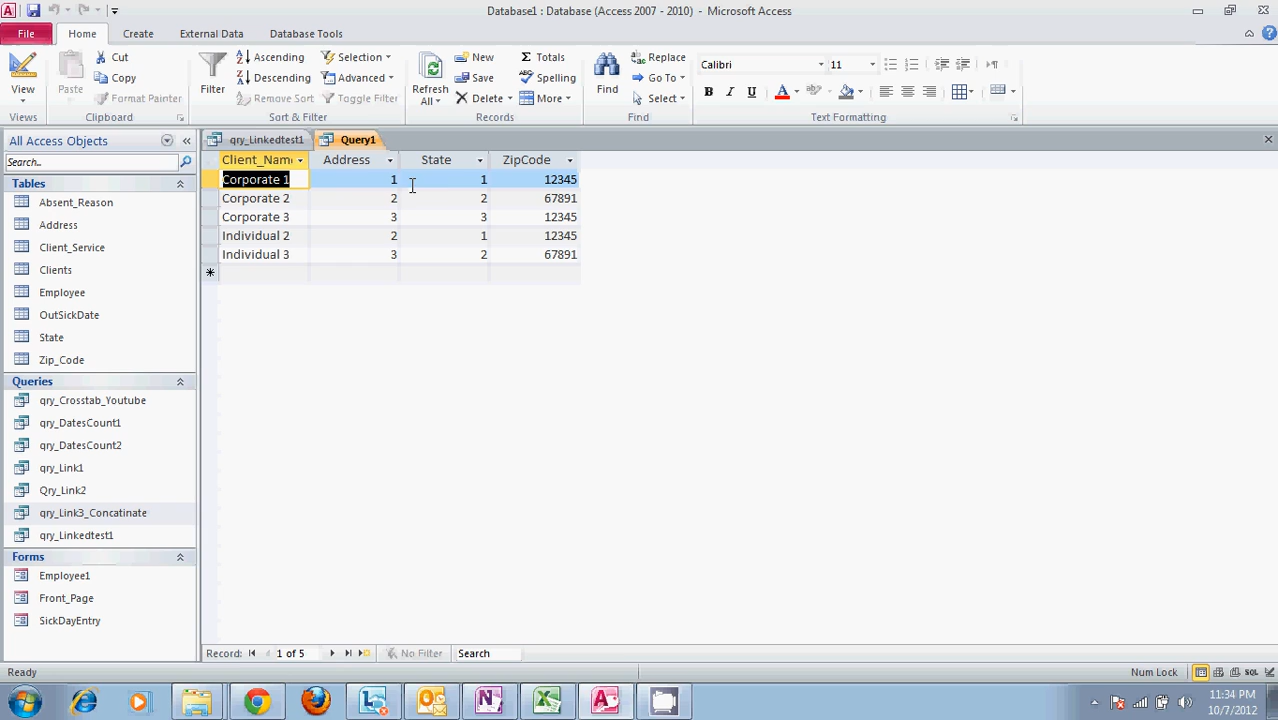 Database1 : Database (Access 2007 - 2010) - Microsoft Access
File Home Create External Data Database Tools
View
Views
Paste
Cut
Copy
Format Painter
Clipboard
Filter
Ascending
Descending
Remove Sort
Selection
Advanced
Toggle Filter
Sort & Filter
Refresh
All
New
Save
Delete
Totals
Spelling
More
Records
Find
Replace
Go To
Select
Find
Calibri 11
B I U A ab
Text Formatting
All Access Objects
Search...
Tables
Absent_Reason
Address
Client_Service
Clients
Employee
OutSickDate
State
Zip_Code
Queries
qry_Crosstab_Youtube
qry_DatesCount1
qry_DatesCount2
qry_Link1
Qry_Link2
qry_Link3_Concatinate
qry_Linkedtest1
Forms
Employee1
Front_Page
SickDayEntry
qry_Linkedtest1 Query1
Client_Nam Address State ZipCode
Corporate 1 1 1 12345
Corporate 2 2 2 67891
Corporate 3 3 3 12345
Individual 2 2 1 12345
Individual 3 3 2 67891
Record: 1 of 5 No Filter Search
Ready Num Lock SQL
11:34 PM
10/7/2012